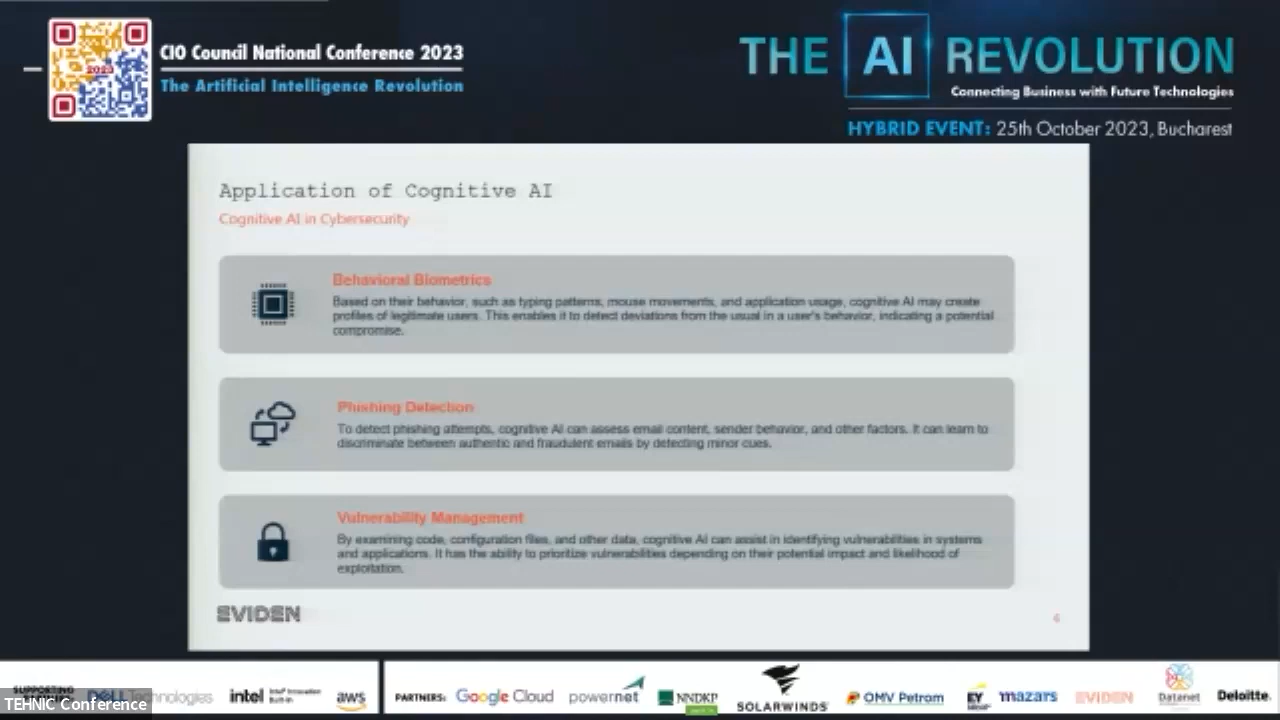 CIO Council National Conference 2023
The Artificial Intelligence Revolution
2023
THE AI REVOLUTION
Connecting Business with Future Technologies
HYBRID EVENT: 25th October 2023, Bucharest
Application of Cognitive AI
Cognitive AI in Cybersecurity
Behavioral Biometrics
Based on their behavior, such as typing patterns, mouse movements, and application usage, cognitive AI may create
profiles of legitimate users. This enables it to detect deviations from the usual in a user's behavior, indicating a potential
compromise.
Phishing Detection
To detect phishing attempts, cognitive AI can assess email content, sender behavior, and other factors. It can learn to
discriminate between authentic and fraudulent emails by detecting minor cues.
Vulnerability Management
By examining code, configuration files, and other data, cognitive AI can assist in identifying vulnerabilities in systems
and applications. It has the ability to prioritize vulnerabilities depending on their potential impact and likelihood of
exploitation.
EVIDEN
6
SUPPORTING
DELL Technologies
intel
aws
PARTNERS:
Google Cloud
powernet
NNDKP
SOLARWINDS
OMV Petrom
EY
mazars
EVIDEN
Datanet
Deloitte.
TEHNIC Conference